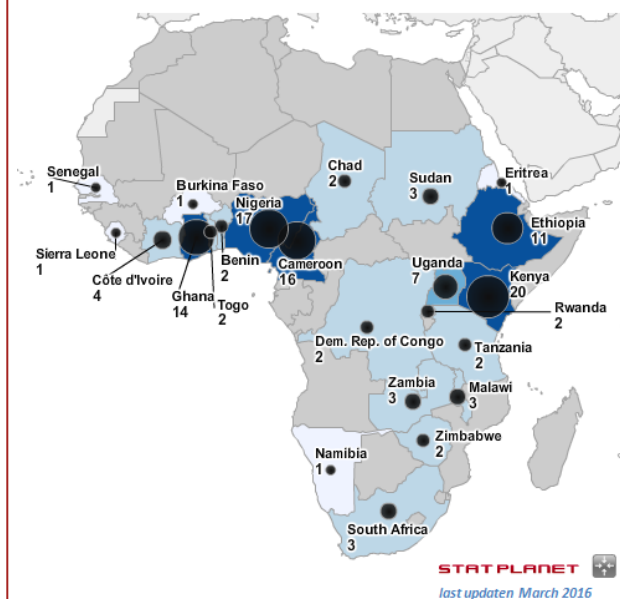 Senegal
1
Burkina Faso
1
Nigeria
17
Chad
2
Sudan
3
Eritrea
1
Ethiopia
11
Sierra Leone
1
Côte d'Ivoire
4
Ghana
14
Togo
2
Benin
2
Cameroon
16
Uganda
7
Kenya
20
Rwanda
2
Dem. Rep. of Congo
2
Tanzania
2
Zambia
3
Malawi
3
Zimbabwe
2
Namibia
1
South Africa
3
STATPLANET
last updaten March 2016